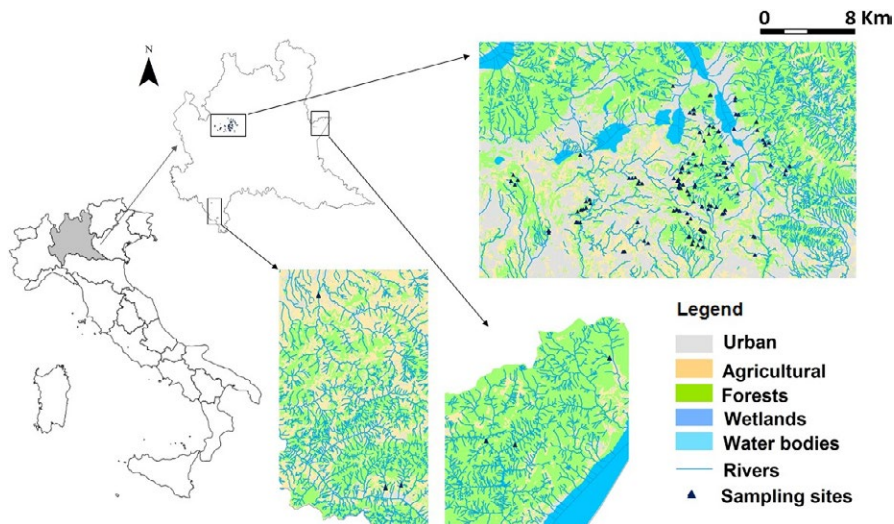 0 8 Km
N
Legend
Urban
Agricultural
Forests
Wetlands
Water bodies
Rivers
Sampling sites